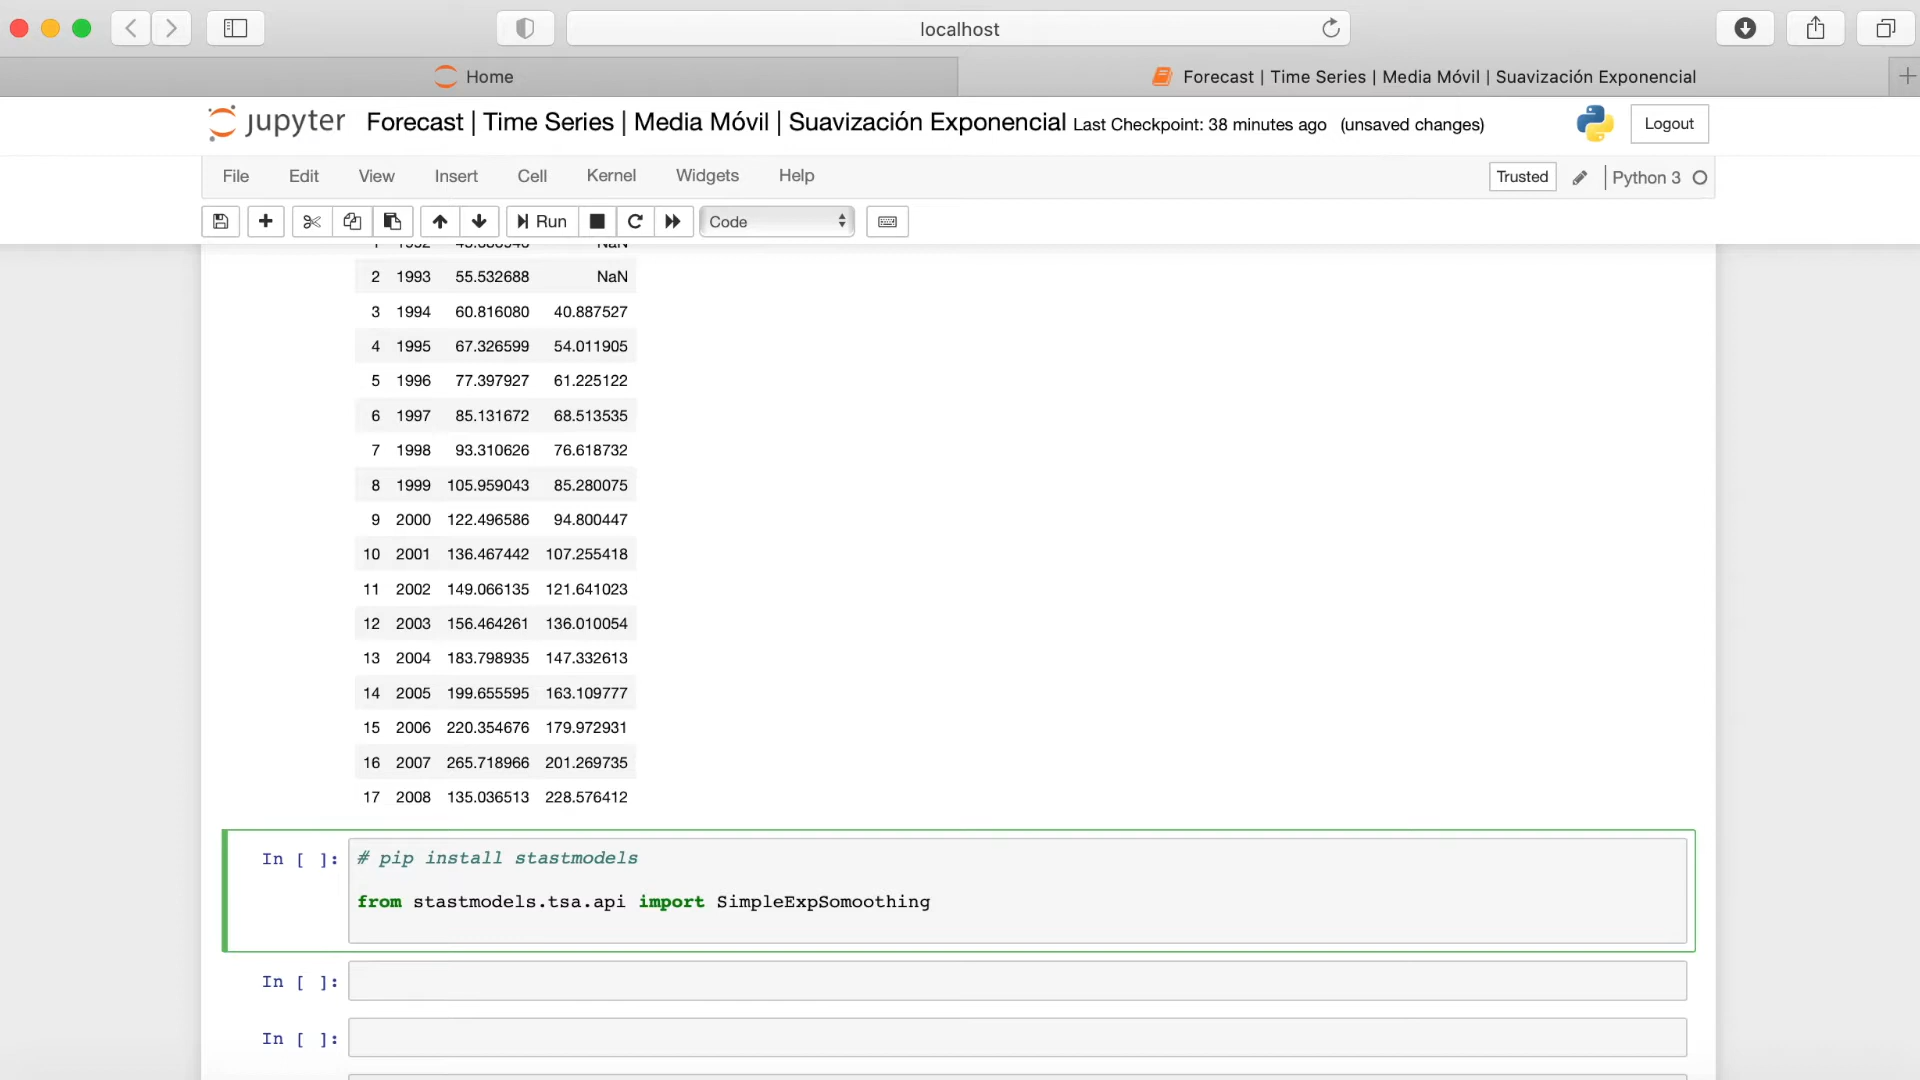 localhost
Home
Forecast | Time Series | Media Móvil | Suavización Exponencial
jupyter Forecast | Time Series | Media Móvil | Suavización Exponencial Last Checkpoint: 38 minutes ago (unsaved changes)
Logout
File Edit View Insert Cell Kernel Widgets Help
Trusted
Python 3
Run
Code
2 1993 55.532688 NaN
3 1994 60.816080 40.887527
4 1995 67.326599 54.011905
5 1996 77.397927 61.225122
6 1997 85.131672 68.513535
7 1998 93.310626 76.618732
8 1999 105.959043 85.280075
9 2000 122.496586 94.800447
10 2001 136.467442 107.255418
11 2002 149.066135 121.641023
12 2003 156.464261 136.010054
13 2004 183.798935 147.332613
14 2005 199.655595 163.109777
15 2006 220.354676 179.972931
16 2007 265.718966 201.269735
17 2008 135.036513 228.576412
In [ ]: # pip install stastmodels
from stastmodels.tsa.api import SimpleExpSomoothing
In [ ]:
In [ ]: